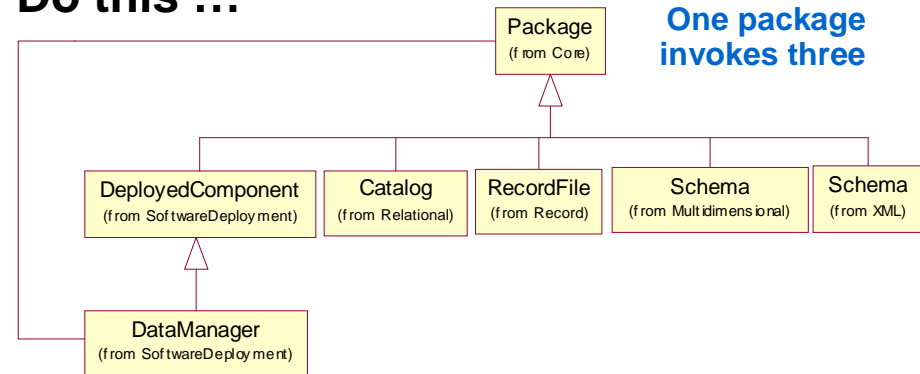 Do this …
Package
(from Core)
One package
invokes three
DeployedComponent
(from SoftwareDeployment)
Catalog
(from Relational)
RecordFile
(from Record)
Schema
(from Multidimensional)
Schema
(from XML)
DataManager
(from SoftwareDeployment)